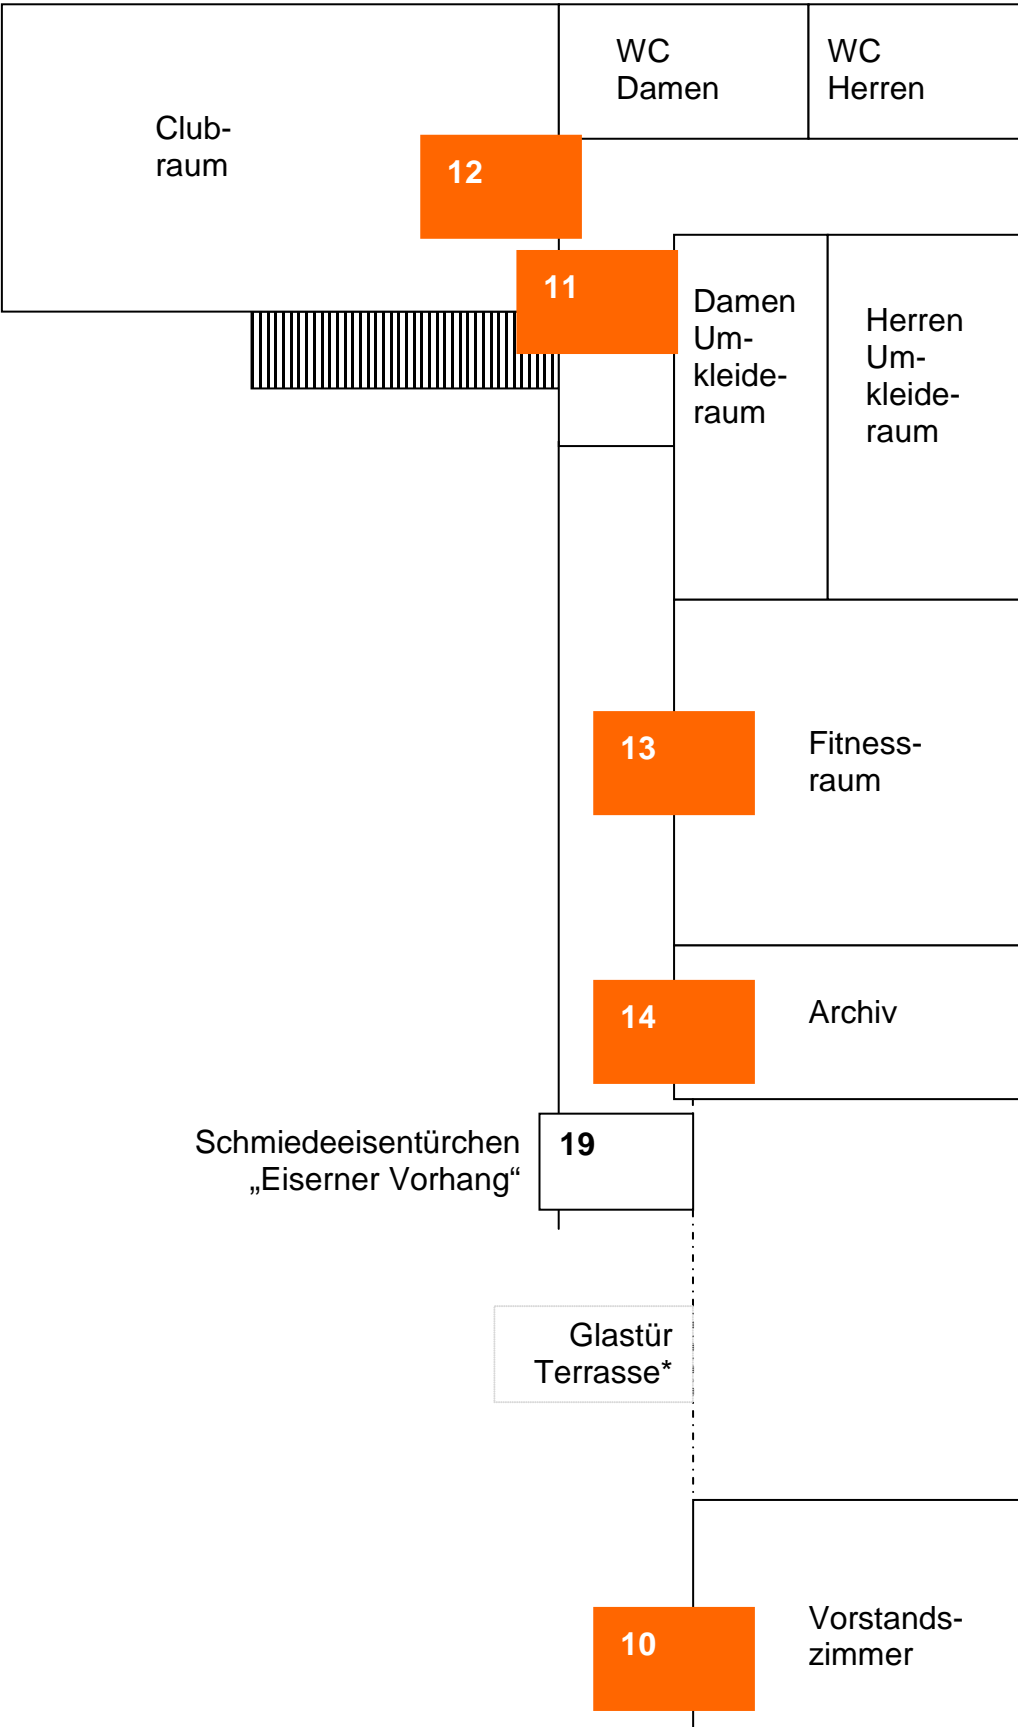 WC
Damen
WC
Herren
Club-
raum
12
11
Damen
Um-
kleide-
raum
Herren
Um-
kleide-
raum
13
Fitness-
raum
14
Archiv
Schmiedeeisentürchen
„Eiserner Vorhang“
19
Glastür
Terrasse*
10
Vorstands-
zimmer